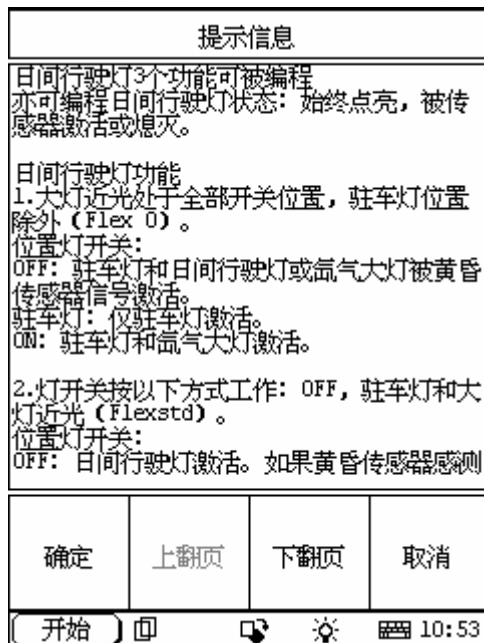 提示信息
日间行驶灯3个功能可被编程
亦可编程日间行驶灯状态: 始终点亮, 被传
感器激活或熄灭。
日间行驶灯功能
1.大灯近光处于全部开关位置, 驻车灯位置
除外 (Flex 0) 。
位置灯开关:
OFF: 驻车灯和日间行驶灯或氙气大灯被黄昏
传感器信号激活。
驻车灯: 仅驻车灯激活。
ON: 驻车灯和氙气大灯激活。
2.灯开关按以下方式工作: OFF, 驻车灯和大
灯近光 (Flexstd) 。
位置灯开关:
OFF: 日间行驶灯激活。如果黄昏传感器感测
确定 上翻页 下翻页 取消
开始 10:53